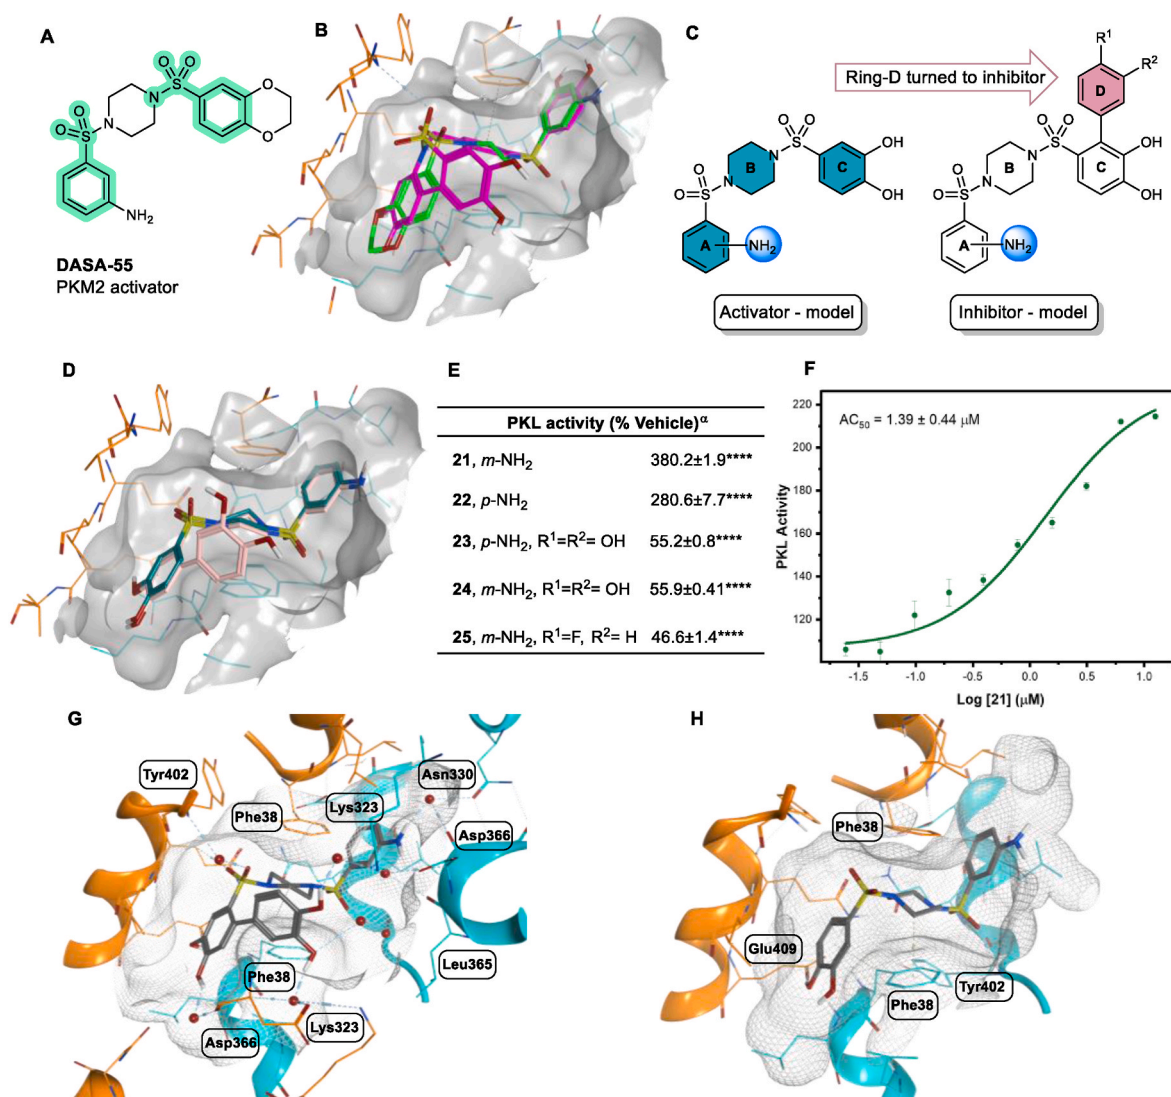 A
O O
S
N
N
O
O
S
O
O
NH2
DASA-55
PKM2 activator
B
C
Ring-D turned to inhibitor
R1
R2
D
O O
S
N
B
C
OH
OH
O
O
S
N
A
NH2
Activator - model
O O
S
N
B
C
OH
OH
O
O
S
N
A
NH2
Inhibitor - model
D
E
PKL activity (% Vehicle)α
21, m-NH2 380.2±1.9****
22, p-NH2 280.6±7.7****
23, p-NH2, R1=R2= OH 55.2±0.8****
24, m-NH2, R1=R2= OH 55.9±0.41****
25, m-NH2, R1=F, R2= H 46.6±1.4****
F
AC50 = 1.39 ± 0.44 μM
PKL Activity
220
200
180
160
140
120
-1.5 -1.0 -0.5 0.0 0.5 1.0
Log [21] (μM)
G
Tyr402
Phe38
Lys323
Asn330
Asp366
Leu365
Phe38
Lys323
Asp366
H
Phe38
Glu409
Phe38
Tyr402